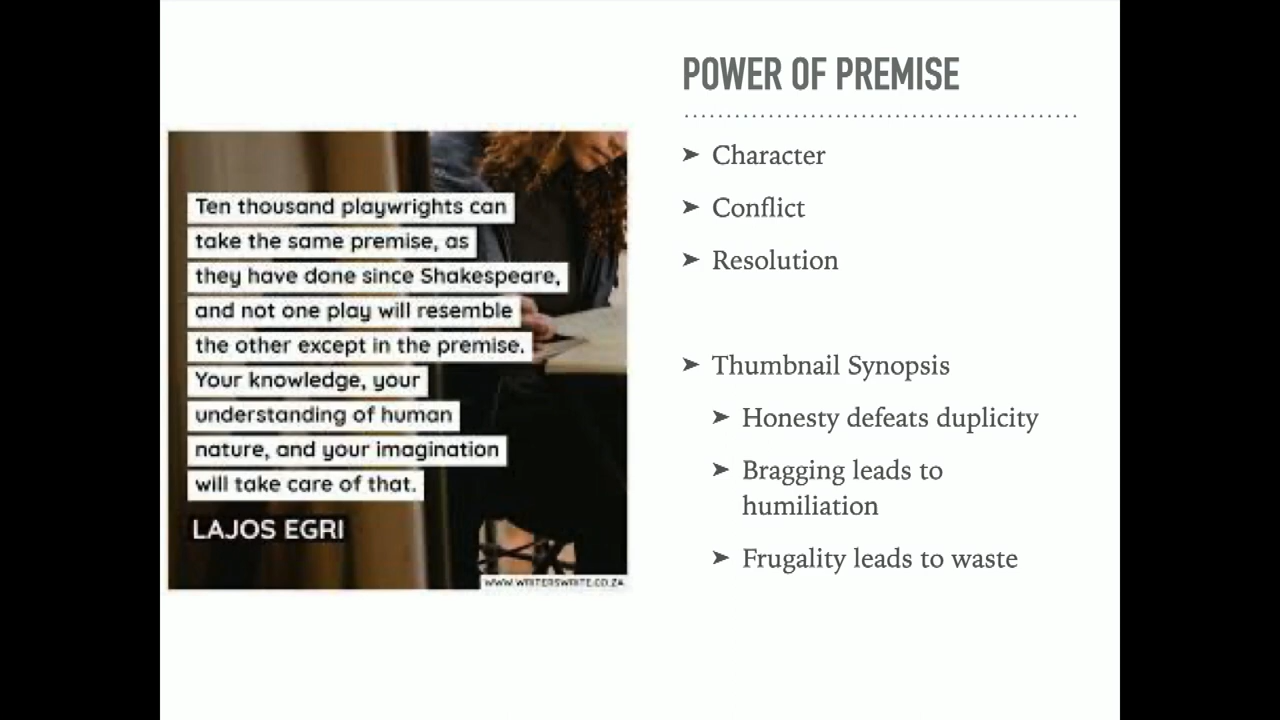 POWER OF PREMISE
Character
Conflict
Resolution
Thumbnail Synopsis
Honesty defeats duplicity
Bragging leads to
humiliation
Frugality leads to waste
Ten thousand playwrights can
take the same premise, as
they have done since Shakespeare,
and not one play will resemble
the other except in the premise.
Your knowledge, your
understanding of human
nature, and your imagination
will take care of that.
LAJOS EGRI
WWW.WRITERSWRITE.CO.ZA